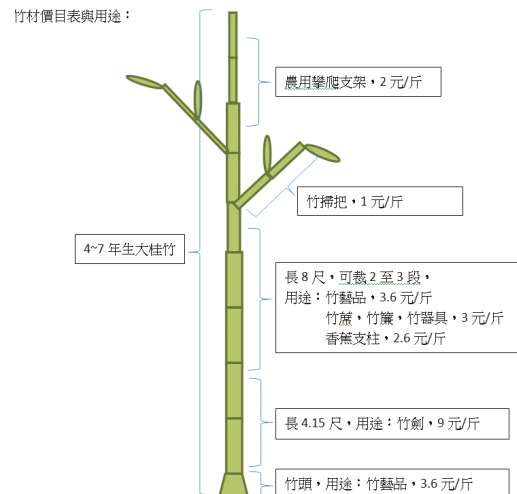 竹材價目表與用途：
農用攀爬支架，2 元/斤
竹掃把，1 元/斤
4~7 年生大桂竹
長 8 尺，可裁 2 至 3 段，
用途：竹藝品，3.6 元/斤
竹蓆，竹簾，竹器具，3 元/斤
香蕉支柱，2.6 元/斤
長 4.15 尺，用途：竹劍，9 元/斤
竹頭，用途：竹藝品，3.6 元/斤